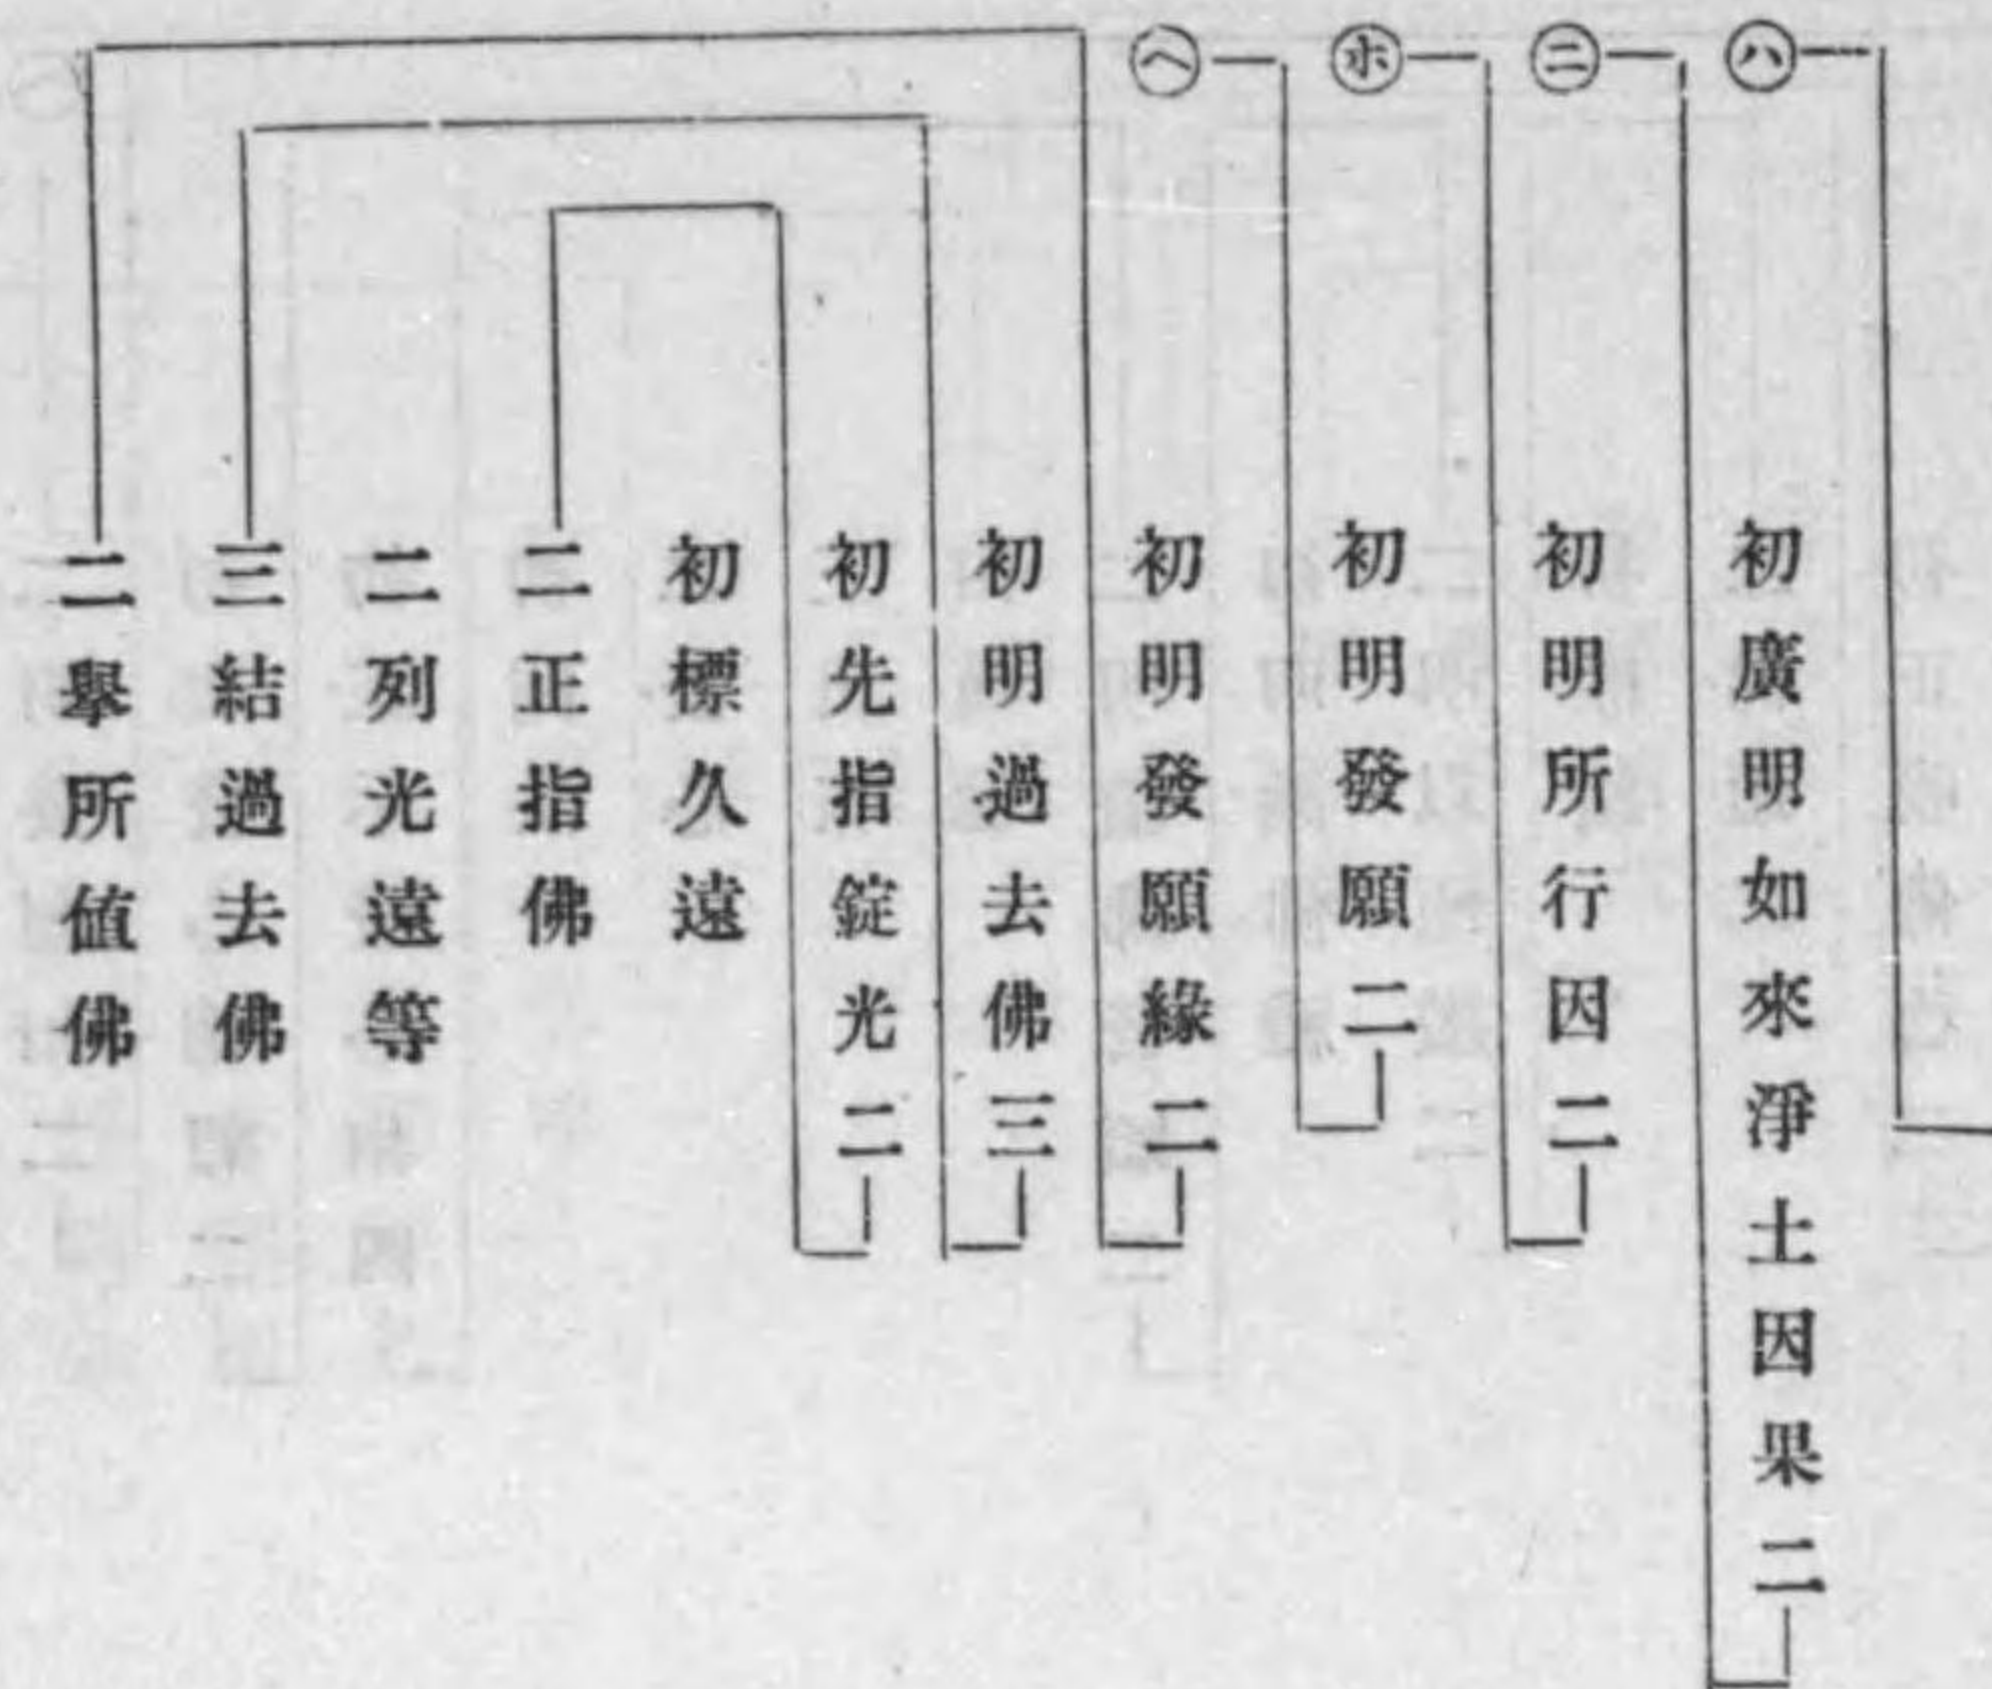 ハ
初廣明如來淨土因果二
ニ
初明所行因二
ホ
初明發願二
ヘ
初明發願緣二
初明過去佛三
初先指錠光二
初標久遠
二正指佛
二列光遠等
三結過去佛
二擧所値佛